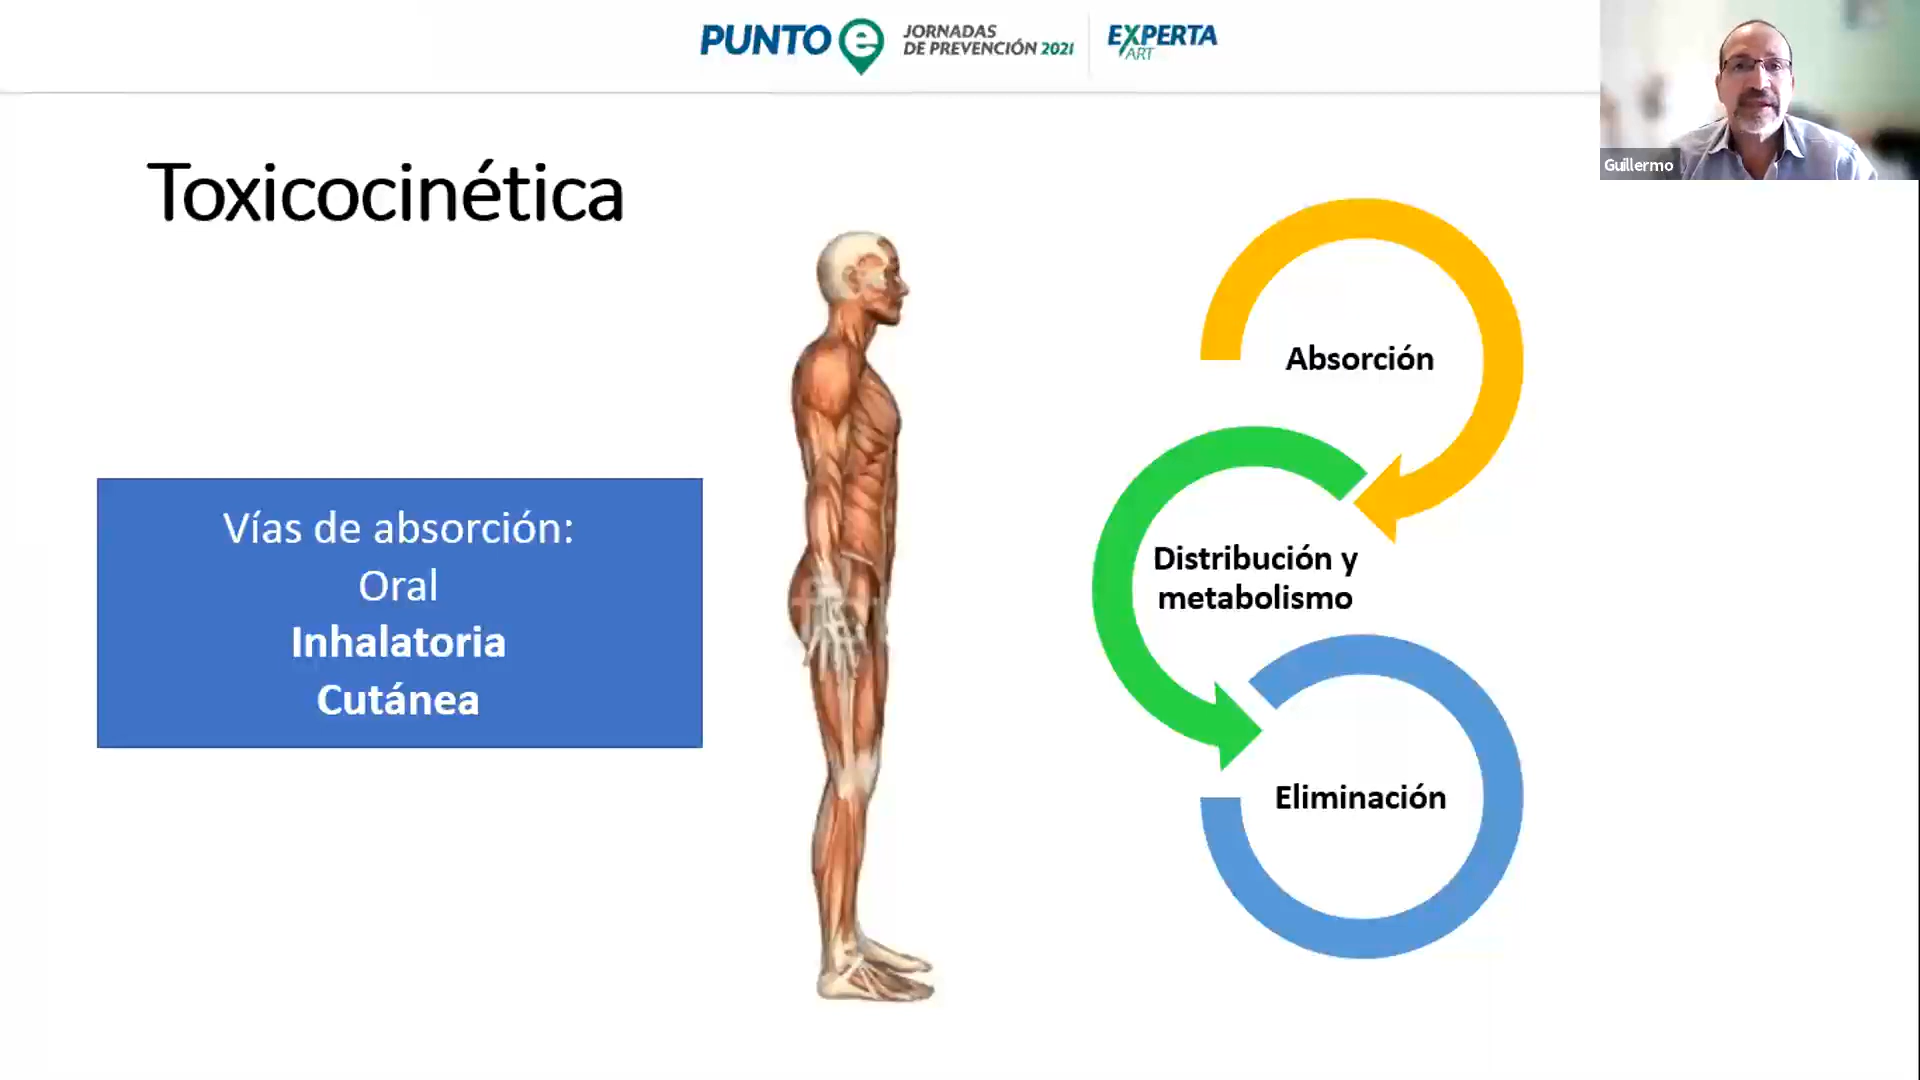 PUNTO e
JORNADAS
DE PREVENCIÓN 2021
EXPERTA
ART
Guillermo
Toxicocinética
Vías de absorción:
Oral
Inhalatoria
Cutánea
Absorción
Distribución y
metabolismo
Eliminación